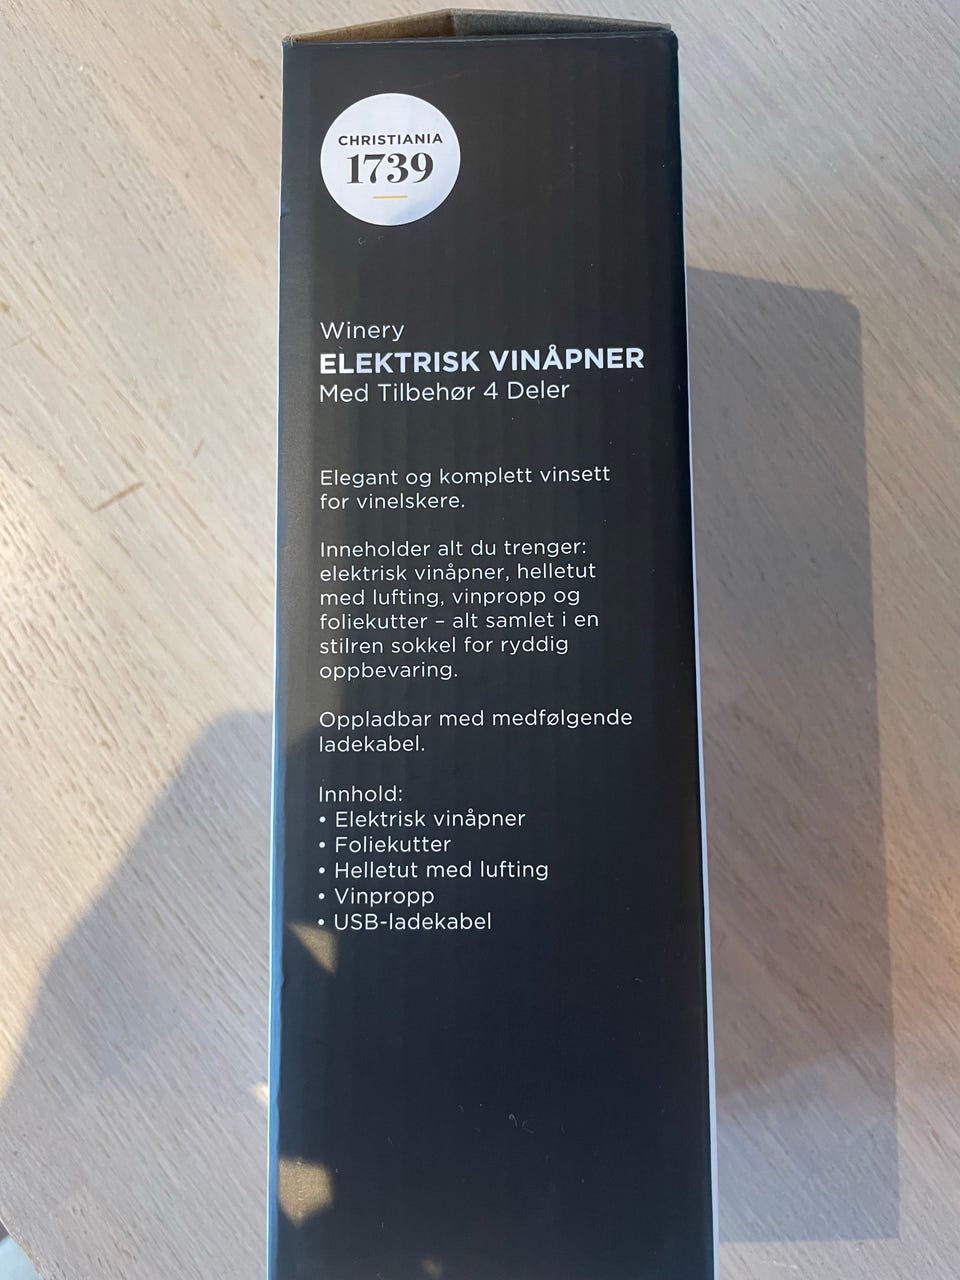 CHRISTIANIA
1739
Winery
ELEKTRISK VINÅPNER
Med Tilbehør 4 Deler
Elegant og komplett vinsett
for vinelskere.
Inneholder alt du trenger:
elektrisk vinåpner, helletut
med lufting, vinpropp og
foliekutter – alt samlet i en
stilren sokkel for ryddig
oppbevaring.
Oppladbar med medfølgende
ladekabel.
Innhold:
• Elektrisk vinåpner
• Foliekutter
• Helletut med lufting
• Vinpropp
• USB-ladekabel